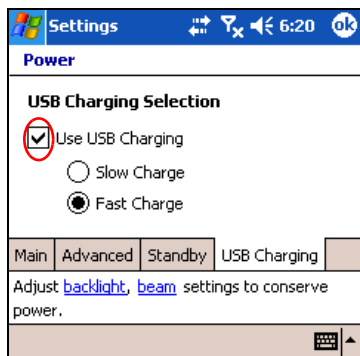 Settings 6:20 ok
Power
USB Charging Selection
Use USB Charging
Slow Charge
Fast Charge
Main Advanced Standby USB Charging
Adjust backlight, beam settings to conserve
power.